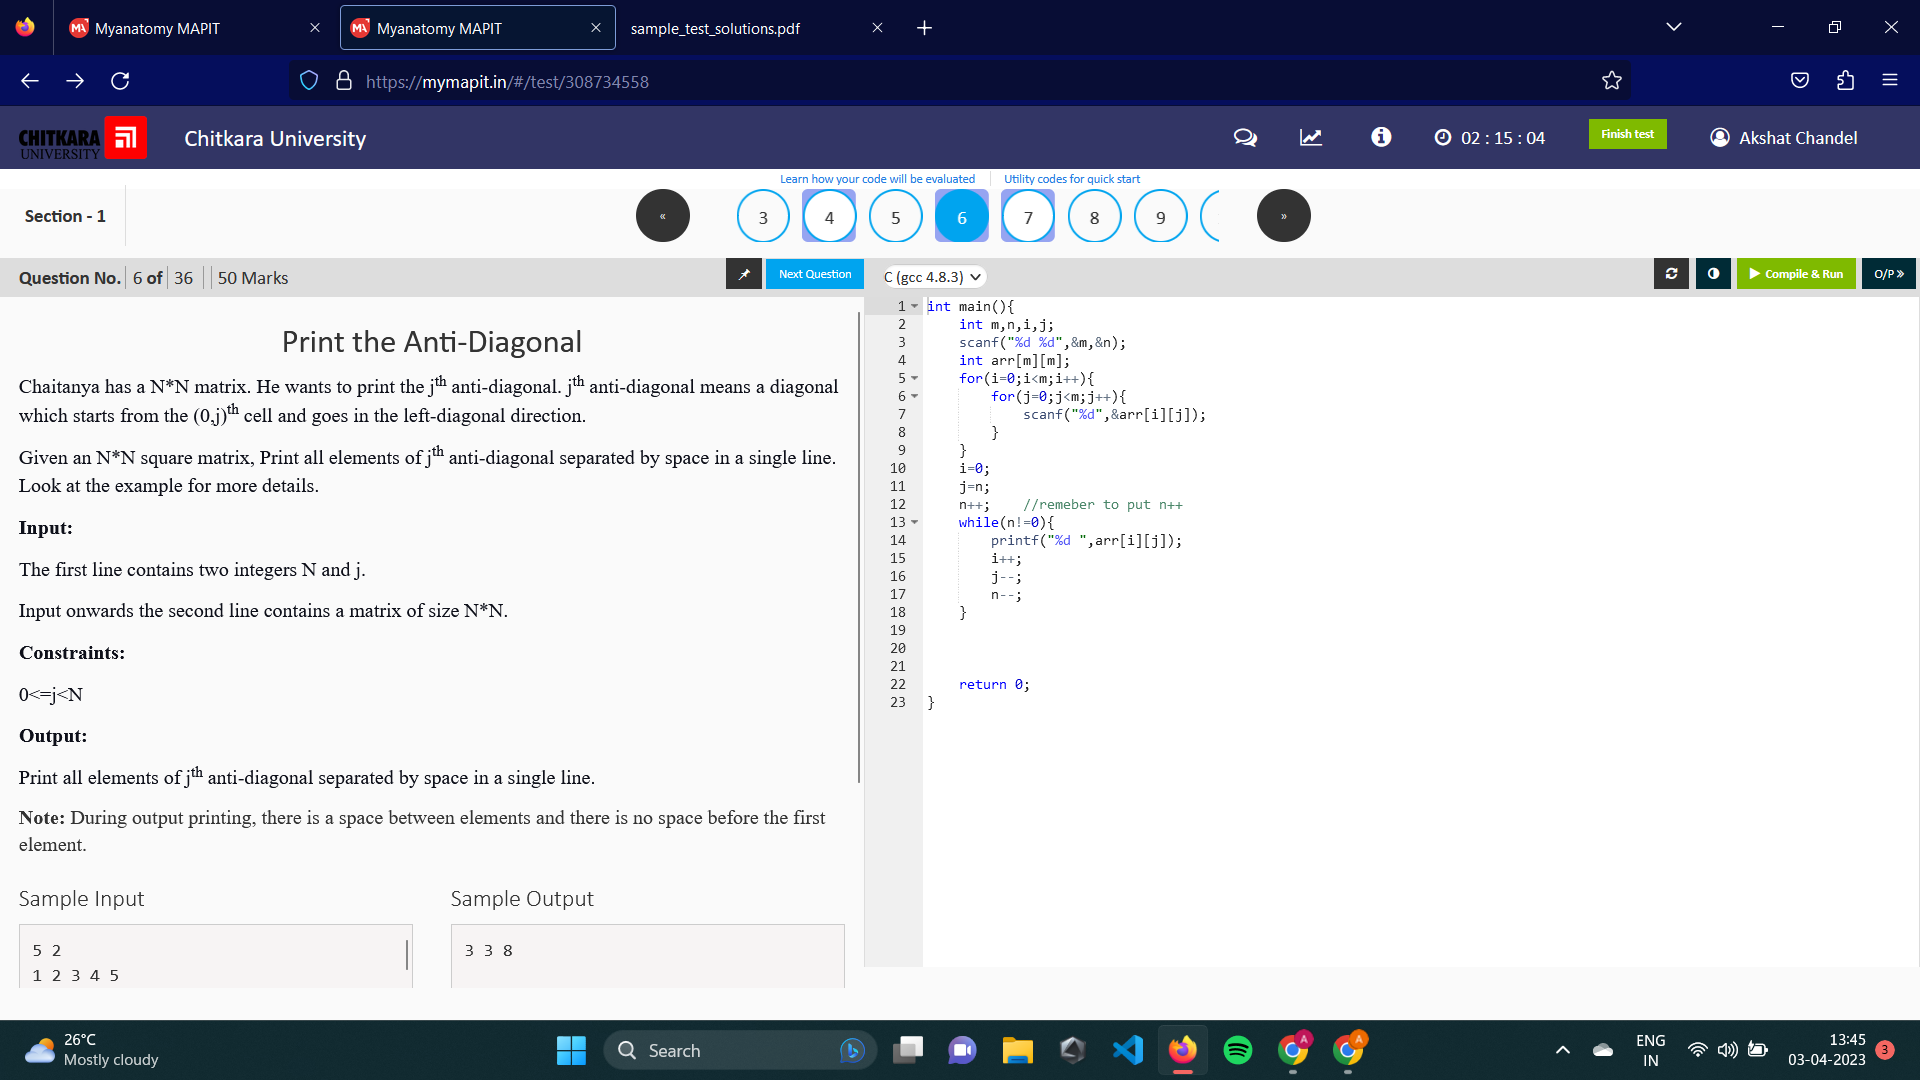 Myanatomy MAPIT
Myanatomy MAPIT
sample_test_solutions.pdf
https://mymapit.in/#/test/308734558
CHITKARA
UNIVERSITY
Chitkara University
02 : 15 : 04
Finish test
Akshat Chandel
Learn how your code will be evaluated
Utility codes for quick start
Section - 1
«
3
4
5
6
7
8
9
»
Question No. 6 of 36 50 Marks
Next Question
C (gcc 4.8.3)
Compile & Run
O/P »
Print the Anti-Diagonal
Chaitanya has a N*N matrix. He wants to print the jth anti-diagonal. jth anti-diagonal means a diagonal
which starts from the (0,j)th cell and goes in the left-diagonal direction.
Given an N*N square matrix, Print all elements of jth anti-diagonal separated by space in a single line.
Look at the example for more details.
Input:
The first line contains two integers N and j.
Input onwards the second line contains a matrix of size N*N.
Constraints:
0<=j<N
Output:
Print all elements of jth anti-diagonal separated by space in a single line.
Note: During output printing, there is a space between elements and there is no space before the first
element.
Sample Input
5 2
1 2 3 4 5
Sample Output
3 3 8
1 int main(){
2     int m,n,i,j;
3     scanf("%d %d",&m,&n);
4     int arr[m][m];
5     for(i=0;i<m;i++){
6         for(j=0;j<m;j++){
7             scanf("%d",&arr[i][j]);
8         }
9     }
10     i=0;
11     j=n;
12     n++;    //remeber to put n++
13     while(n!=0){
14         printf("%d ",arr[i][j]);
15         i++;
16         j--;
17         n--;
18     }
19
20
21
22     return 0;
23 }
26°C
Mostly cloudy
Search
A
A
ENG
IN
13:45
03-04-2023
3